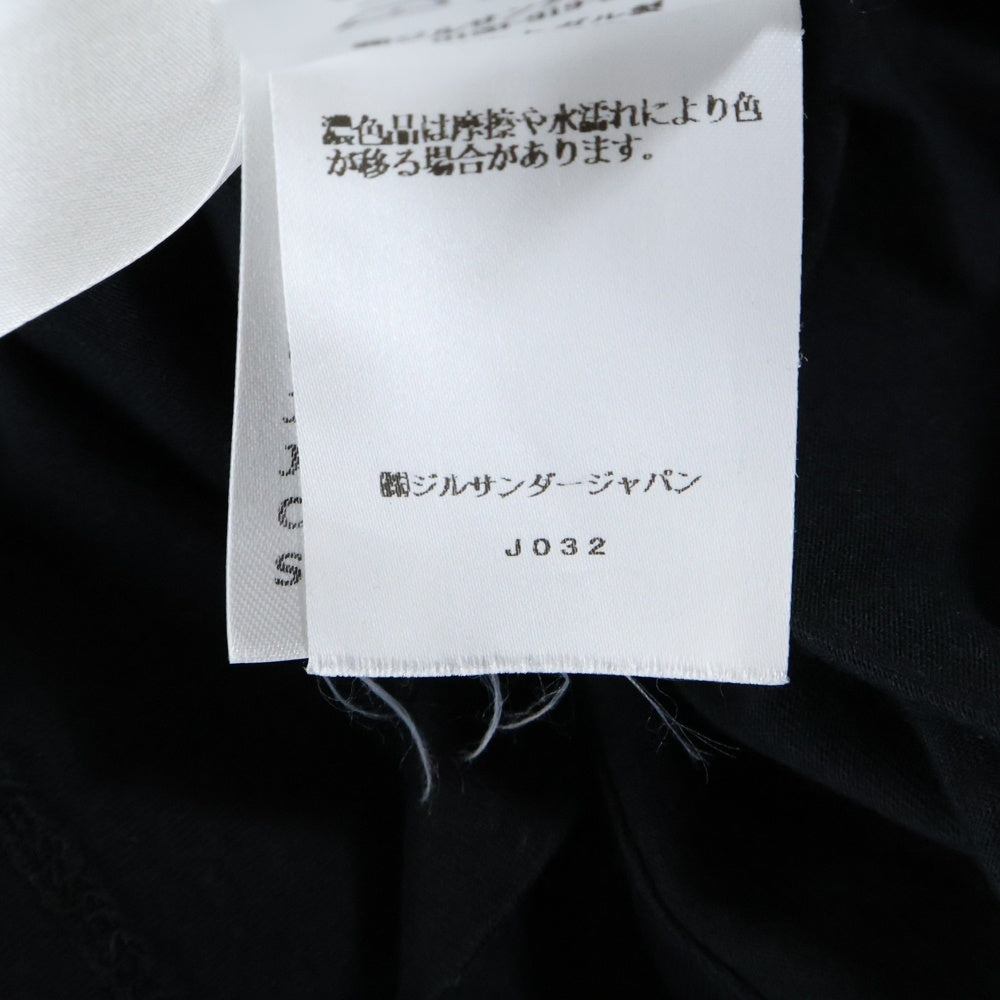 濃色品は摩擦や水濡れにより色
が移る場合があります。
㈱ジルサンダージャパン
J032